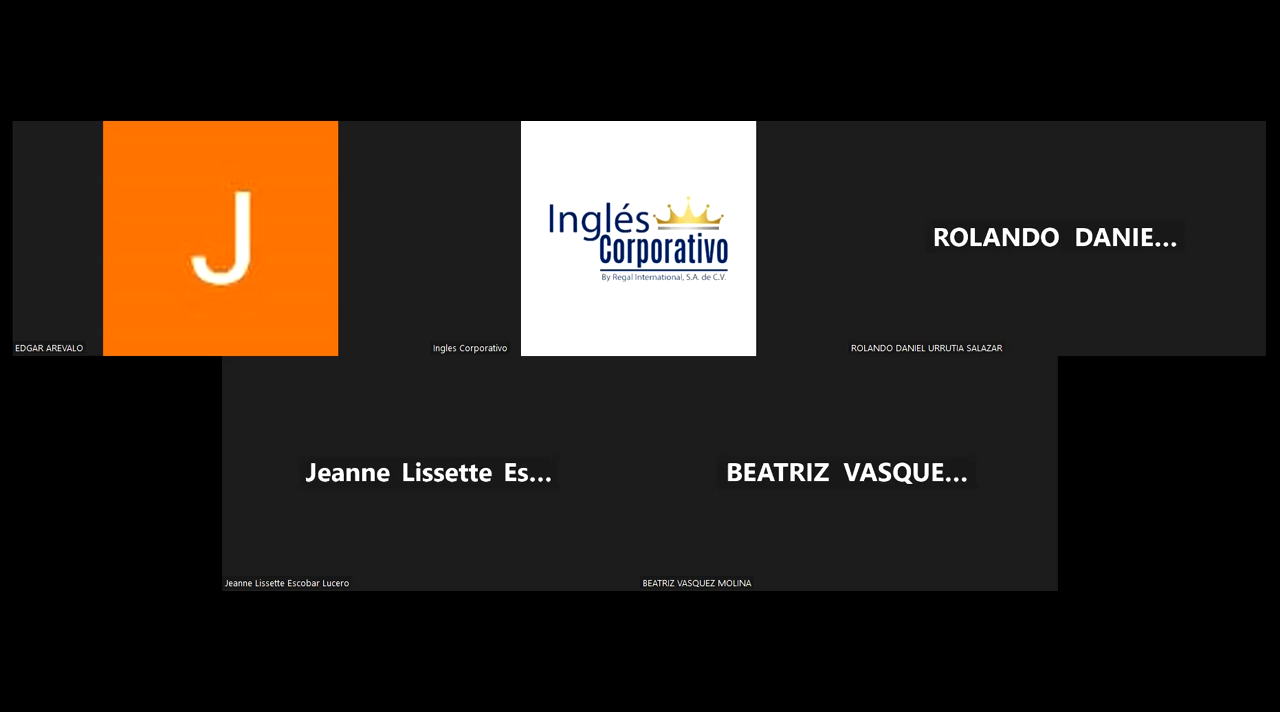 J
EDGAR AREVALO
Inglés
Corporativo
By Regal International, S.A. de C.V.
Ingles Corporativo
ROLANDO DANIE...
ROLANDO DANIEL URRUTIA SALAZAR
Jeanne Lissette Es...
Jeanne Lissette Escobar Lucero
BEATRIZ VASQUE...
BEATRIZ VASQUEZ MOLINA